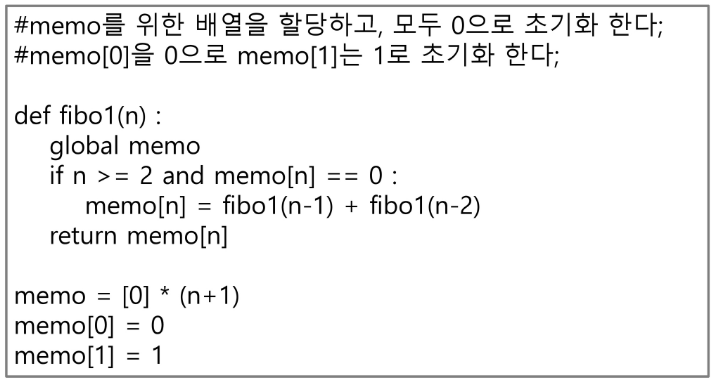 #memo를 위한 배열을 할당하고, 모두 0으로 초기화 한다;
#memo[0]을 0으로 memo[1]는 1로 초기화 한다;
def fibo1(n) :
global memo
if n >= 2 and memo[n] == 0 :
memo[n] = fibo1(n-1) + fibo1(n-2)
return memo[n]
memo = [0] * (n+1)
memo[0] = 0
memo[1] = 1